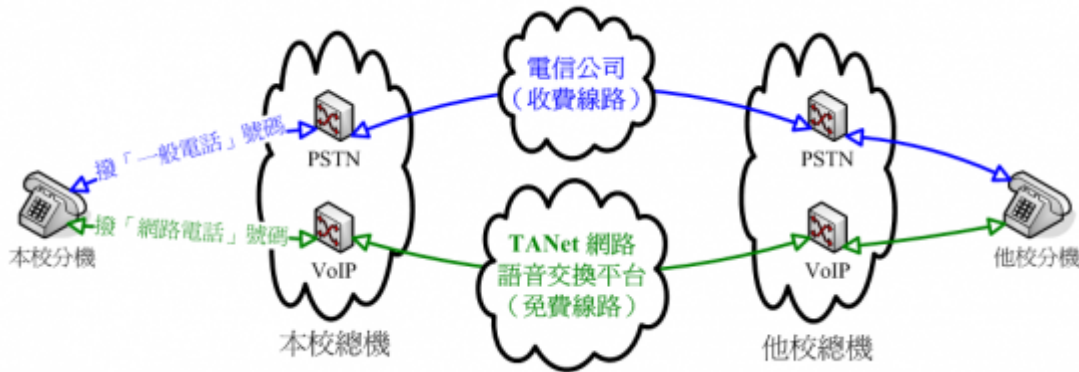 電信公司
(收費線路)
撥「一般電話」號碼
PSTN
PSTN
撥「網路電話」號碼
本校分機
VoIP
TANet 網路
語音交換平台
(免費線路)
VoIP
他校分機
本校總機
他校總機